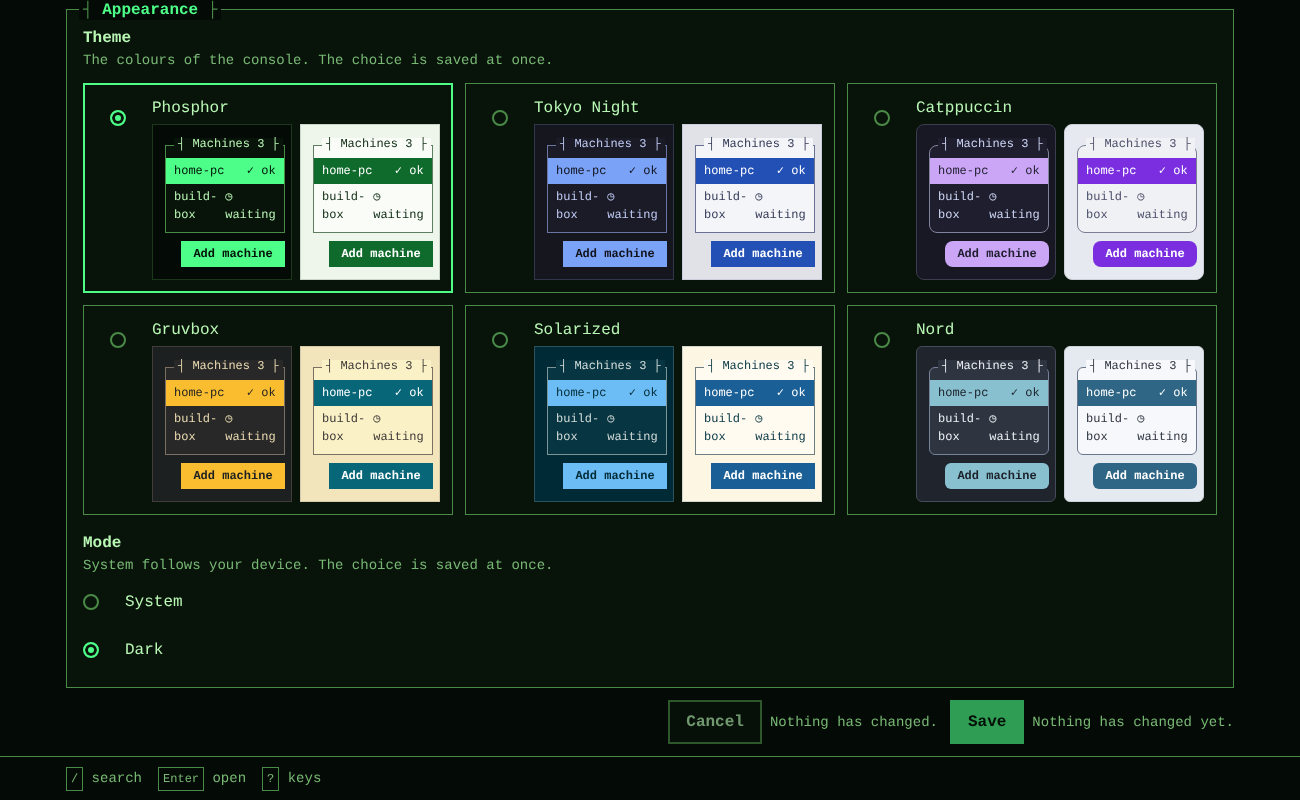 ┤ Appearance ├
Theme
The colours of the console. The choice is saved at once.
Phosphor
┤ Machines 3 ├
home-pc ✓ ok
build-box ◷ waiting
Add machine
┤ Machines 3 ├
home-pc ✓ ok
build-box ◷ waiting
Add machine
Tokyo Night
┤ Machines 3 ├
home-pc ✓ ok
build-box ◷ waiting
Add machine
┤ Machines 3 ├
home-pc ✓ ok
build-box ◷ waiting
Add machine
Catppuccin
┤ Machines 3 ├
home-pc ✓ ok
build-box ◷ waiting
Add machine
┤ Machines 3 ├
home-pc ✓ ok
build-box ◷ waiting
Add machine
Gruvbox
┤ Machines 3 ├
home-pc ✓ ok
build-box ◷ waiting
Add machine
┤ Machines 3 ├
home-pc ✓ ok
build-box ◷ waiting
Add machine
Solarized
┤ Machines 3 ├
home-pc ✓ ok
build-box ◷ waiting
Add machine
┤ Machines 3 ├
home-pc ✓ ok
build-box ◷ waiting
Add machine
Nord
┤ Machines 3 ├
home-pc ✓ ok
build-box ◷ waiting
Add machine
┤ Machines 3 ├
home-pc ✓ ok
build-box ◷ waiting
Add machine
Mode
System follows your device. The choice is saved at once.
System
Dark
Cancel Nothing has changed. Save Nothing has changed yet.
/ search Enter open ? keys